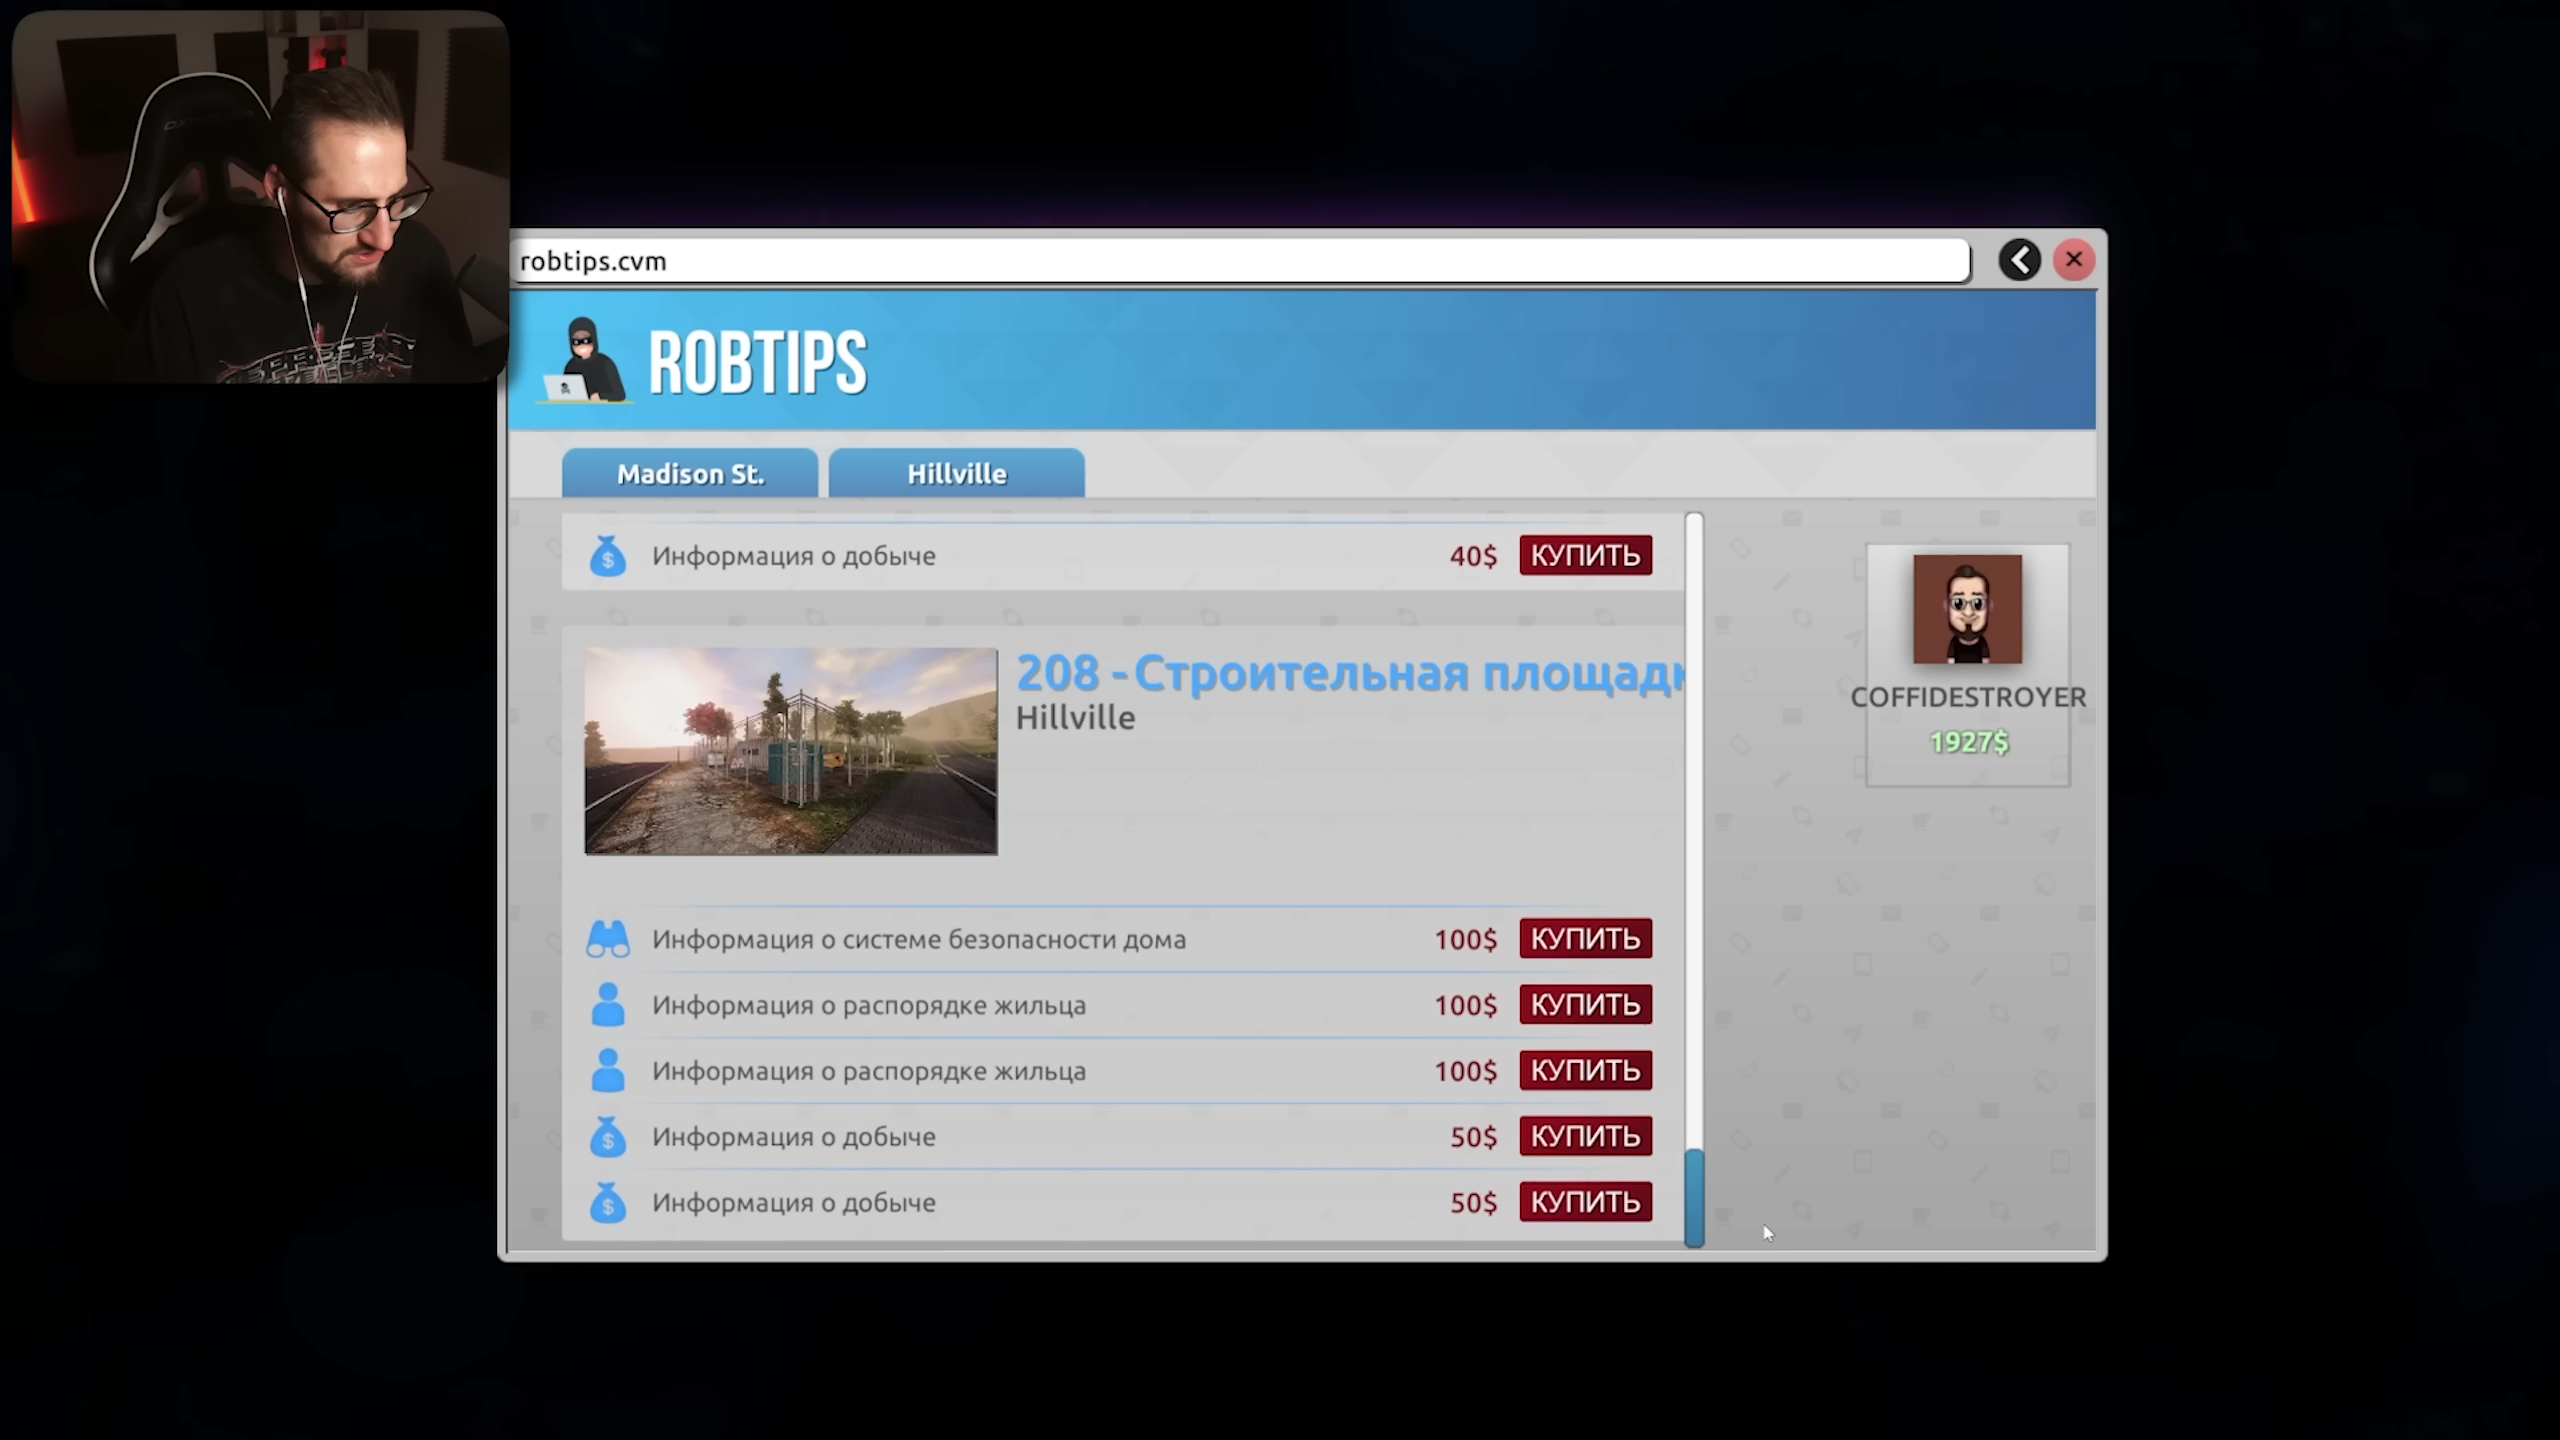 robtips.cvm
ROBTIPS
Madison St.
Hillville
Информация о добыче 40$ КУПИТЬ
208 - Строительная площадк
Hillville
COFFIDESTROYER
1927$
Информация о системе безопасности дома 100$ КУПИТЬ
Информация о распорядке жильца 100$ КУПИТЬ
Информация о распорядке жильца 100$ КУПИТЬ
Информация о добыче 50$ КУПИТЬ
Информация о добыче 50$ КУПИТЬ